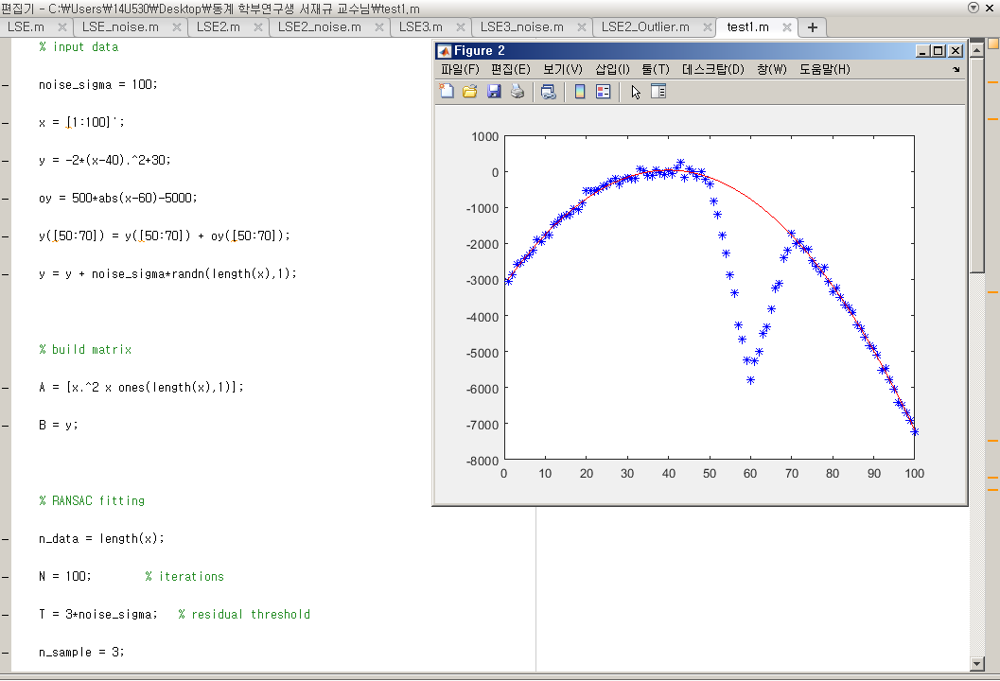 편집기 - C:₩Users₩14U530₩Desktop₩동계 학부연구생 서재규 교수님₩test1.m
LSE.m × LSE_noise.m × LSE2.m × LSE2_noise.m × LSE3.m × LSE3_noise.m × LSE2_Outlier.m × test1.m × +
% input data
noise_sigma = 100;
x = [1:100]';
y = -2*(x-40).^2+30;
oy = 500*abs(x-60)-5000;
y([50:70]) = y([50:70]) + oy([50:70]);
y = y + noise_sigma*randn(length(x),1);
% build matrix
A = [x.^2 x ones(length(x),1)];
B = y;
% RANSAC fitting
n_data = length(x);
N = 100; % iterations
T = 3*noise_sigma; % residual threshold
n_sample = 3;
Figure 2
파일(F) 편집(E) 보기(V) 삽입(I) 툴(T) 데스크탑(D) 창(W) 도움말(H)
1000
0
-1000
-2000
-3000
-4000
-5000
-6000
-7000
-8000
0 10 20 30 40 50 60 70 80 90 100